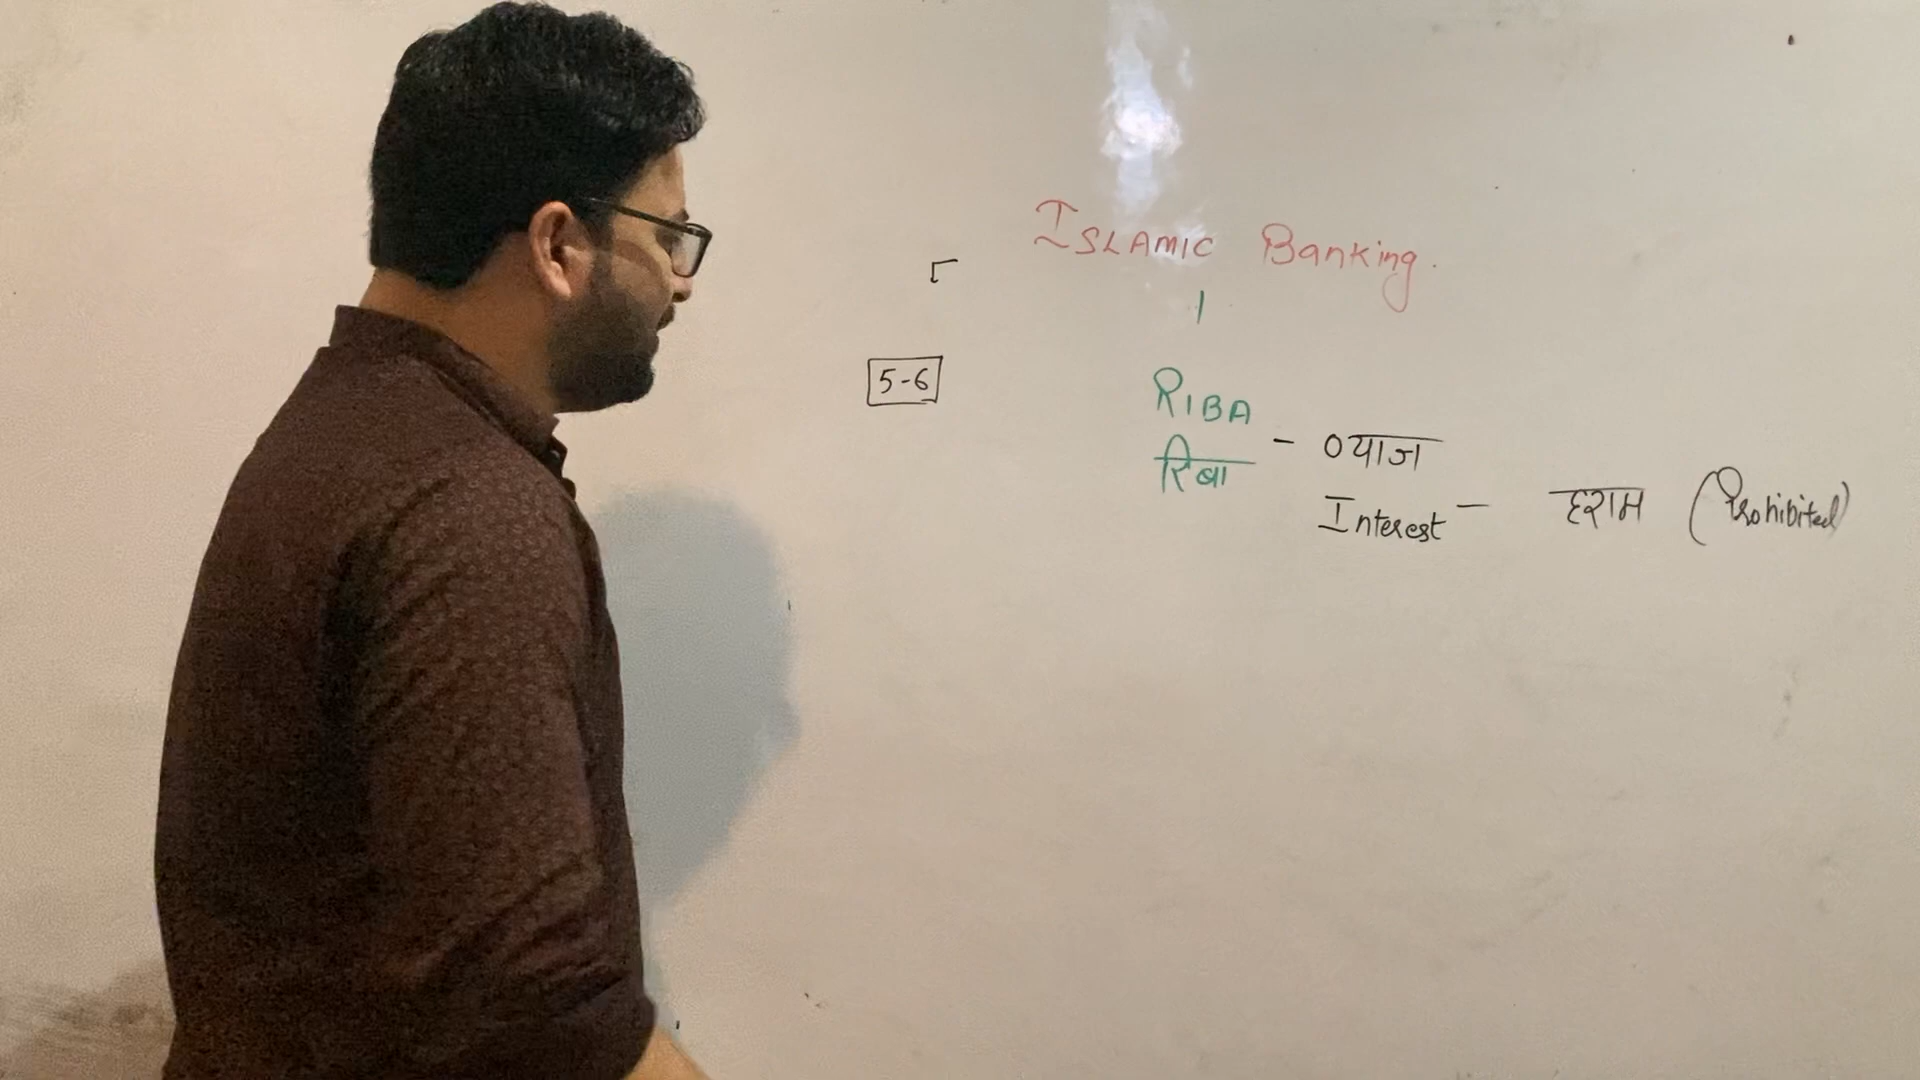 ISLAMIC Banking.
5-6
RIBA
रिबा - ब्याज
Interest - हराम (Prohibited)